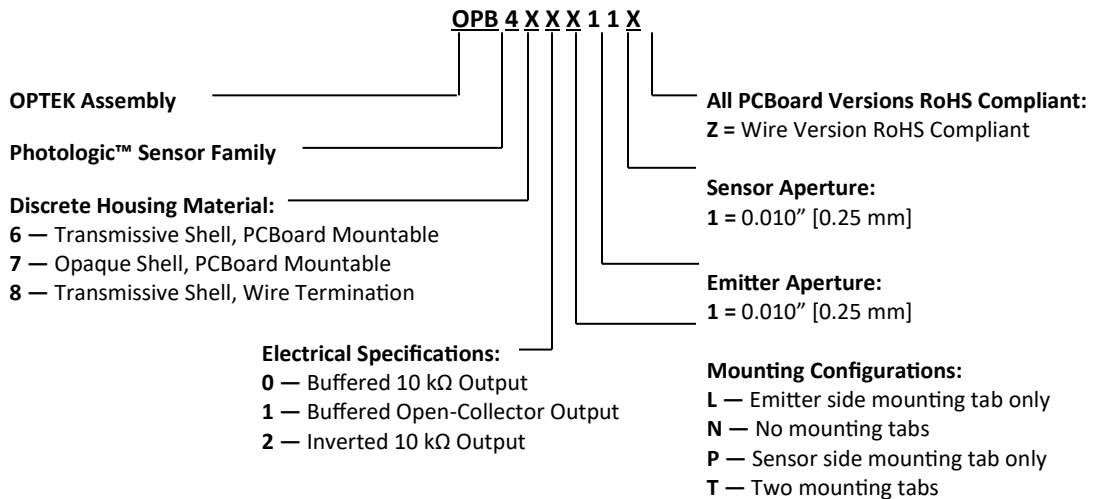 OPB 4 X X X 1 1 X
OPTEK Assembly
Photologic™ Sensor Family
Discrete Housing Material:
6 — Transmissive Shell, PCBoard Mountable
7 — Opaque Shell, PCBoard Mountable
8 — Transmissive Shell, Wire Termination
Electrical Specifications:
0 — Buffered 10 kΩ Output
1 — Buffered Open-Collector Output
2 — Inverted 10 kΩ Output
All PCBoard Versions RoHS Compliant:
Z = Wire Version RoHS Compliant
Sensor Aperture:
1 = 0.010” [0.25 mm]
Emitter Aperture:
1 = 0.010” [0.25 mm]
Mounting Configurations:
L — Emitter side mounting tab only
N — No mounting tabs
P — Sensor side mounting tab only
T — Two mounting tabs